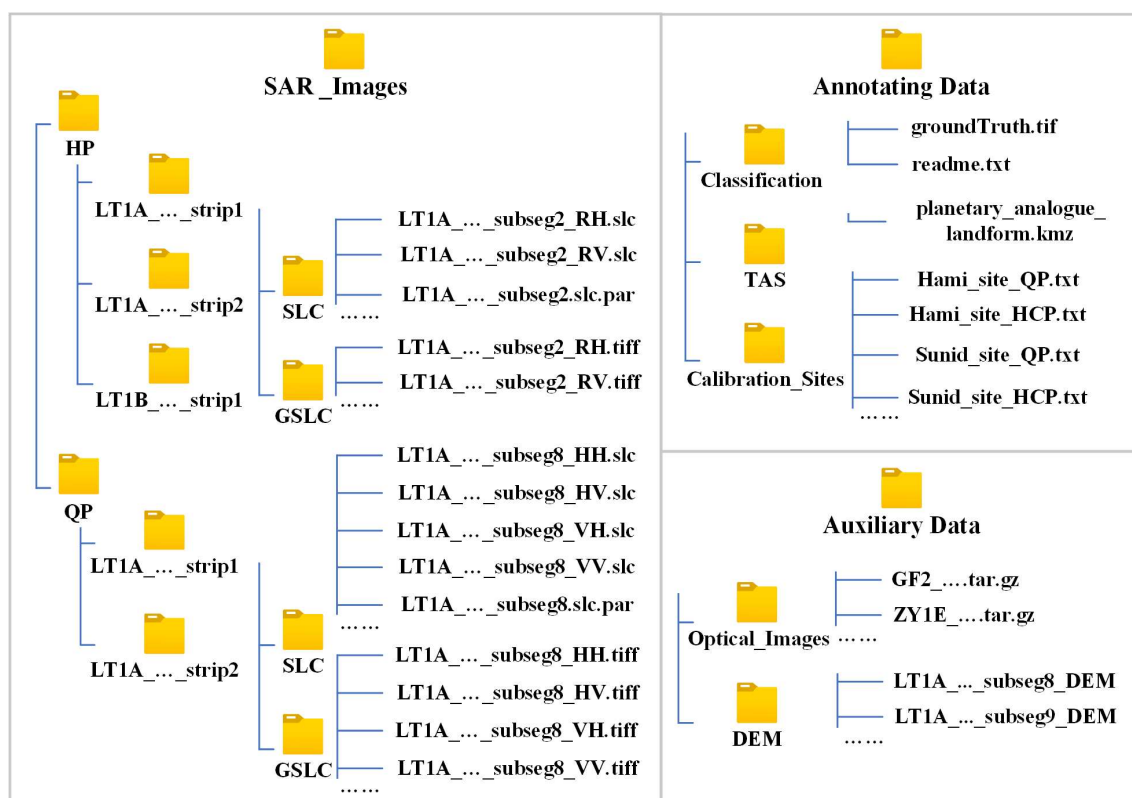 SAR _Images
HP
LT1A_…_strip1
LT1A_…_strip2
LT1B_…_strip1
SLC
LT1A_…_subseg2_RH.slc
LT1A_…_subseg2_RV.slc
LT1A_…_subseg2.slc.par
……
GSLC
LT1A_…_subseg2_RH.tiff
LT1A_…_subseg2_RV.tiff
……
QP
LT1A_…_strip1
LT1A_…_strip2
SLC
LT1A_…_subseg8_HH.slc
LT1A_…_subseg8_HV.slc
LT1A_…_subseg8_VH.slc
LT1A_…_subseg8_VV.slc
LT1A_…_subseg8.slc.par
……
GSLC
LT1A_…_subseg8_HH.tiff
LT1A_…_subseg8_HV.tiff
LT1A_…_subseg8_VH.tiff
LT1A_…_subseg8_VV.tiff
……
Annotating Data
Classification
groundTruth.tif
readme.txt
TAS
planetary_analogue_
landform.kmz
Calibration_Sites
Hami_site_QP.txt
Hami_site_HCP.txt
Sunid_site_QP.txt
Sunid_site_HCP.txt
……
Auxiliary Data
Optical_Images
GF2_….tar.gz
ZY1E_….tar.gz
……
DEM
LT1A_…_subseg8_DEM
LT1A_…_subseg9_DEM
……